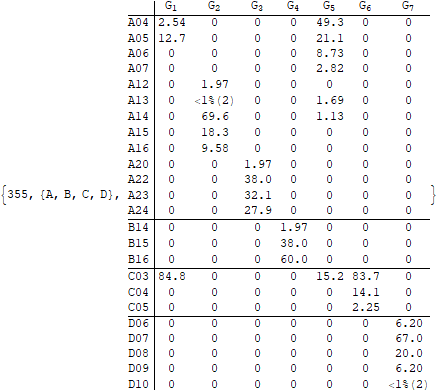 G1 G2 G3 G4 G5 G6 G7
A04 2.54 0 0 0 49.3 0 0
A05 12.7 0 0 0 21.1 0 0
A06 0 0 0 0 8.73 0 0
A07 0 0 0 0 2.82 0 0
A12 0 1.97 0 0 0 0 0
A13 0 <1%(2) 0 0 1.69 0 0
A14 0 69.6 0 0 1.13 0 0
A15 0 18.3 0 0 0 0 0
A16 0 9.58 0 0 0 0 0
A20 0 0 1.97 0 0 0 0
A22 0 0 38.0 0 0 0 0
{355, {A, B, C, D}, A23 0 0 32.1 0 0 0 0 }
A24 0 0 27.9 0 0 0 0
B14 0 0 0 1.97 0 0 0
B15 0 0 0 38.0 0 0 0
B16 0 0 0 60.0 0 0 0
C03 84.8 0 0 0 15.2 83.7 0
C04 0 0 0 0 0 14.1 0
C05 0 0 0 0 0 2.25 0
D06 0 0 0 0 0 0 6.20
D07 0 0 0 0 0 0 67.0
D08 0 0 0 0 0 0 20.0
D09 0 0 0 0 0 0 6.20
D10 0 0 0 0 0 0 <1%(2)